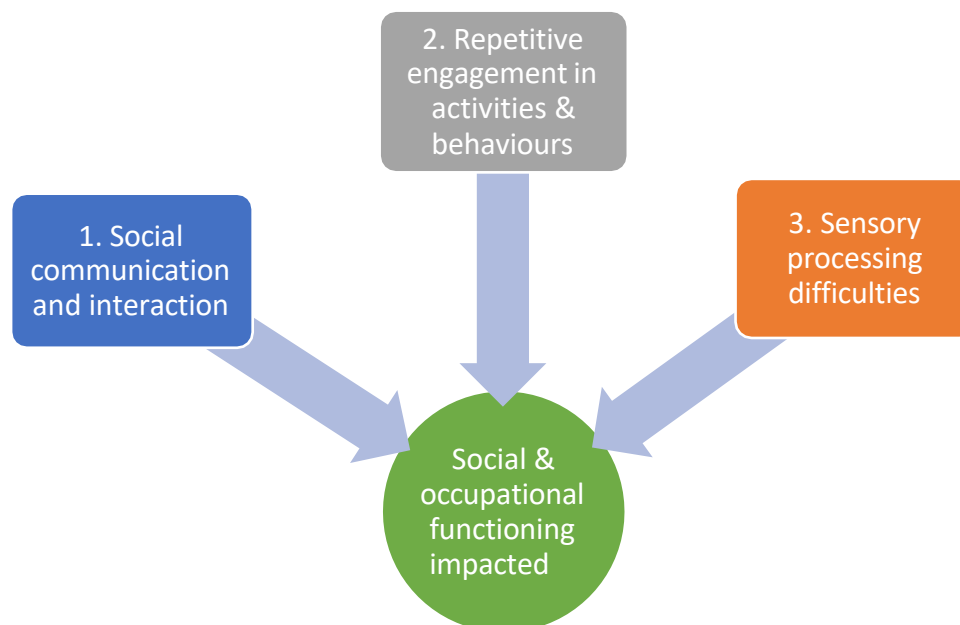 2. Repetitive
engagement in
activities &
behaviours
1. Social
communication
and interaction
3. Sensory
processing
difficulties
Social &
occupational
functioning
impacted